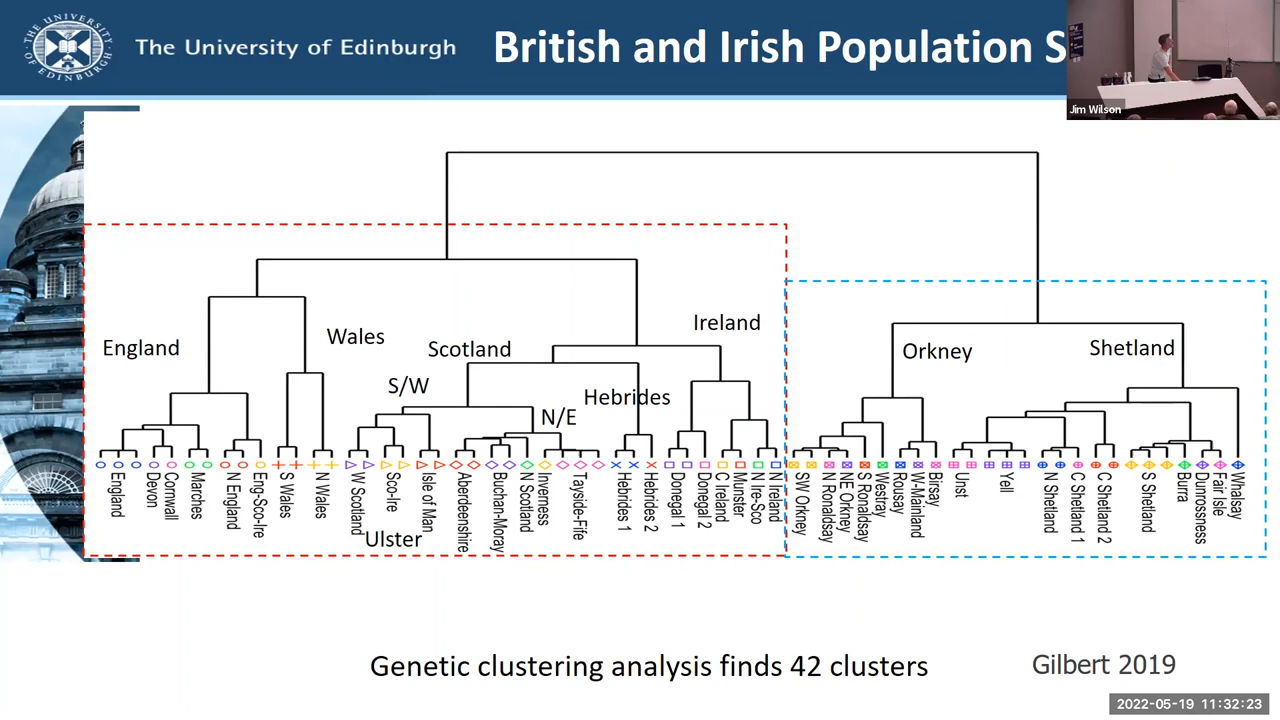 THE UNIVERSITY OF EDINBURGH
The University of Edinburgh
British and Irish Population S
Jim Wilson
England
Wales
Scotland
Ireland
S/W
N/E
Hebrides
Orkney
Shetland
England
Devon
Cornwall
Marches
N England
Eng-Sco-Ire
S Wales
N Wales
W Scotland
Sco-Ire
Isle of Man
Aberdeenshire
Buchan-Moray
N Scotland
Inverness
Tayside-Fife
Hebrides 1
Hebrides 2
Donegal 1
Donegal 2
C Ireland
Munster
N Ire-Sco
N Ireland
SW Orkney
N Ronaldsay
NE Orkney
S Ronaldsay
Westray
Rousay
W-Mainland
Birsay
Unst
Yell
N Shetland
C Shetland 1
C Shetland 2
S Shetland
Burra
Dunrossness
Fair Isle
Whalsay
Ulster
Genetic clustering analysis finds 42 clusters
Gilbert 2019
2022-05-19 11:32:23